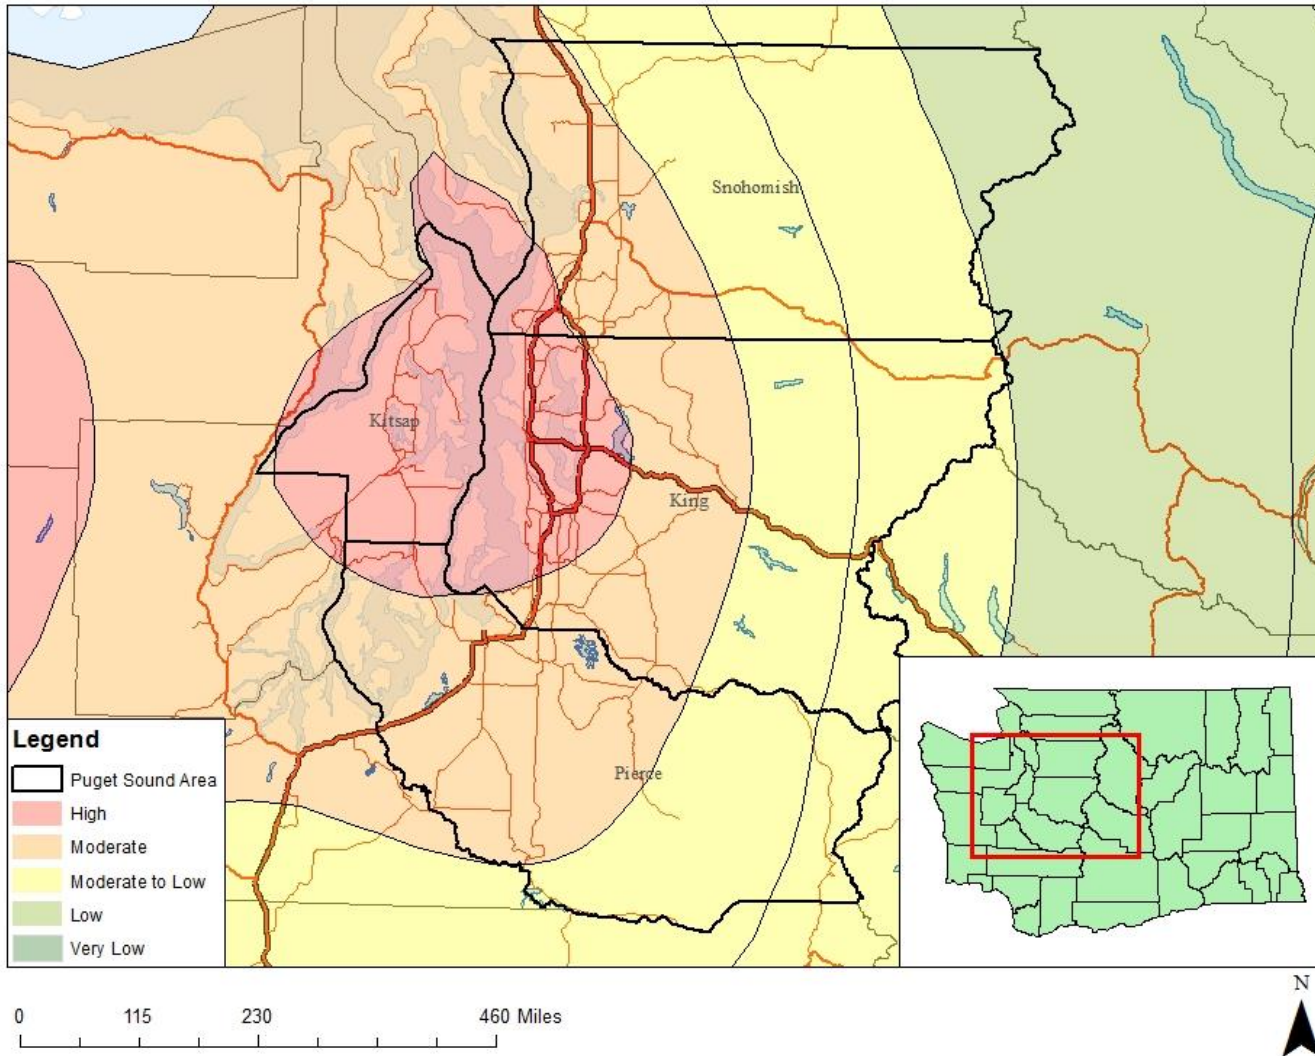 Snohomish
Kitsap
King
Pierce
Legend
Puget Sound Area
High
Moderate
Moderate to Low
Low
Very Low
N
0 115 230 460 Miles